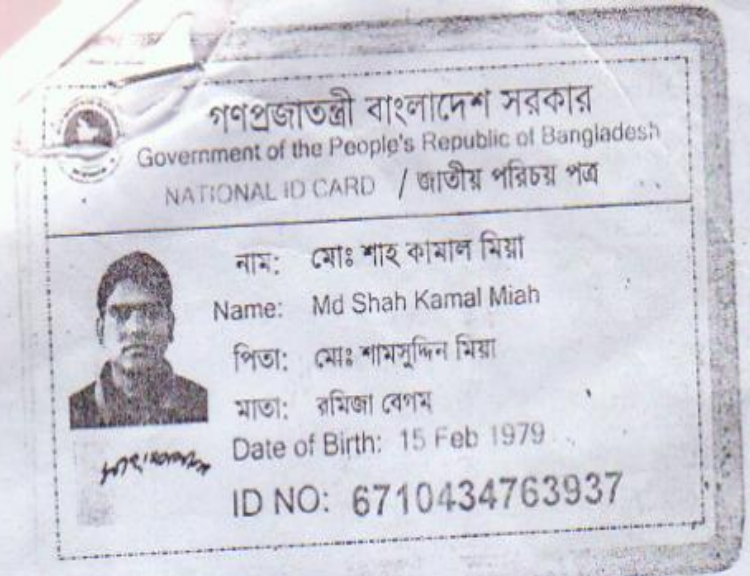 গণপ্রজাতন্ত্রী বাংলাদেশ সরকার
Government of the People's Republic of Bangladesh
NATIONAL ID CARD / জাতীয় পরিচয় পত্র
নাম: মোঃ শাহ কামাল মিয়া
Name: Md Shah Kamal Miah
পিতা: মোঃ শামসুদ্দিন মিয়া
মাতা: রমিজা বেগম
Date of Birth: 15 Feb 1979
ID NO: 6710434763937